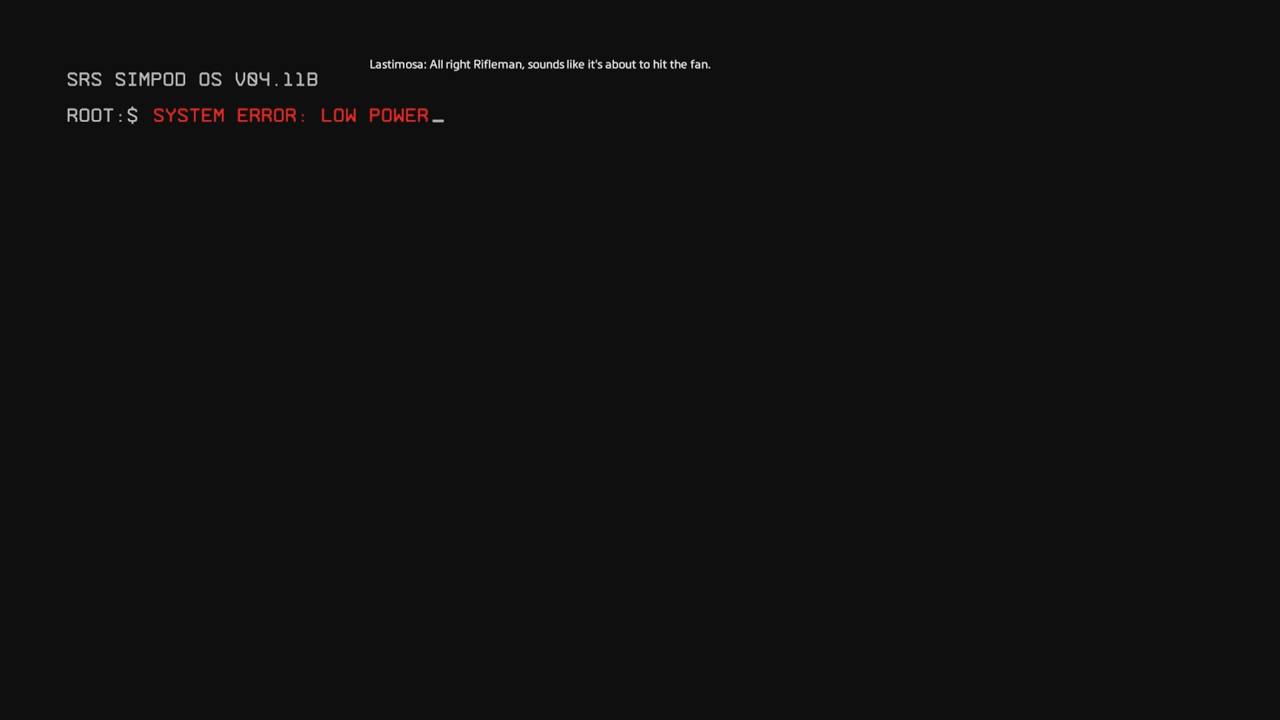 Lastimosa: All right Rifleman, sounds like it's about to hit the fan.
SRS SIMPOD OS V04.11B
ROOT:$ SYSTEM ERROR: LOW POWER_